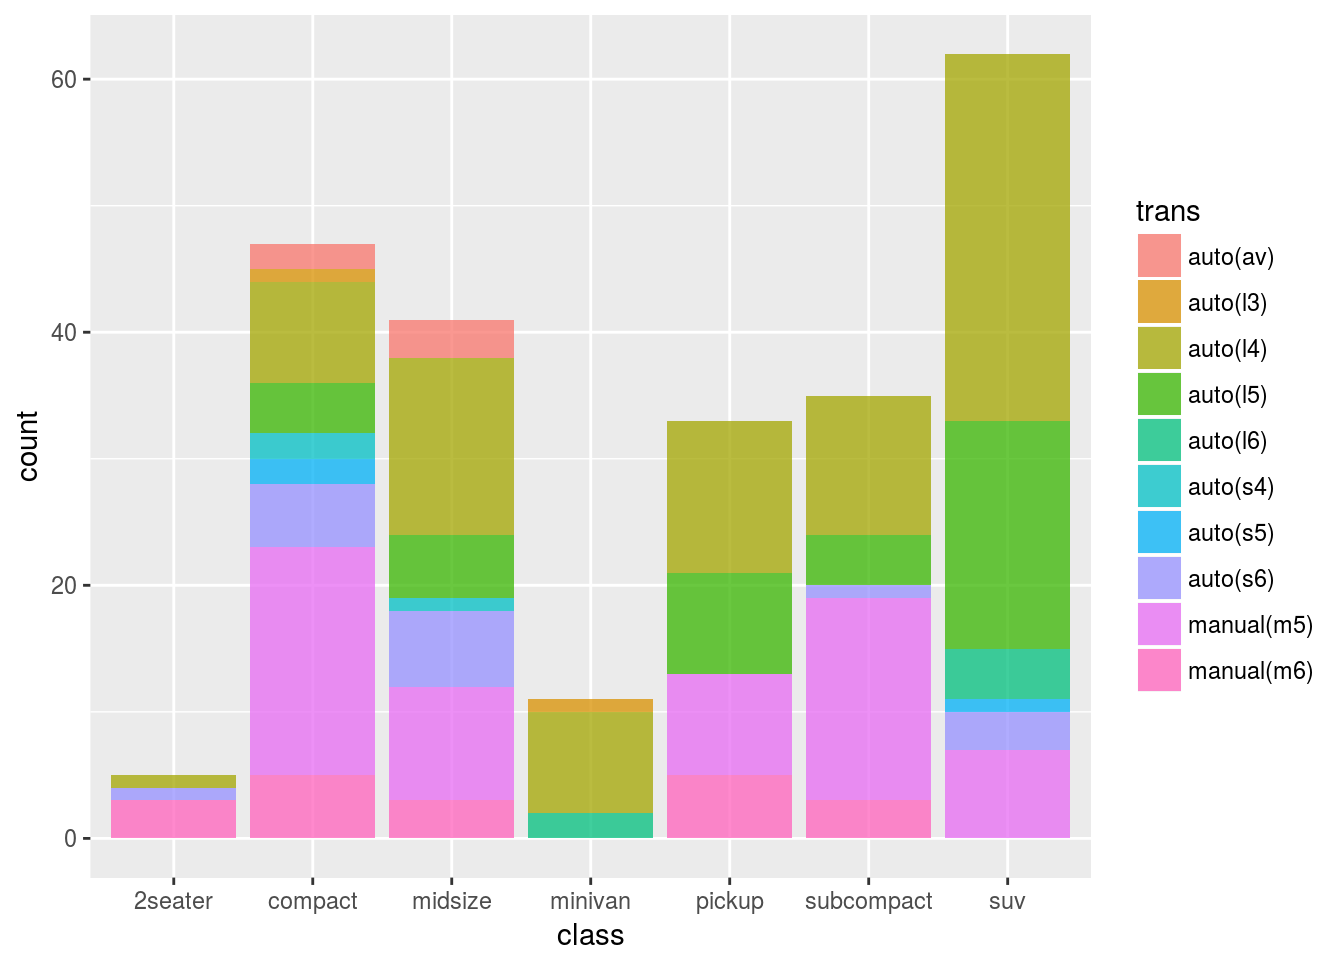 60
40
20
0
count
2seater compact midsize minivan pickup subcompact suv
class
trans
auto(av)
auto(l3)
auto(l4)
auto(l5)
auto(l6)
auto(s4)
auto(s5)
auto(s6)
manual(m5)
manual(m6)